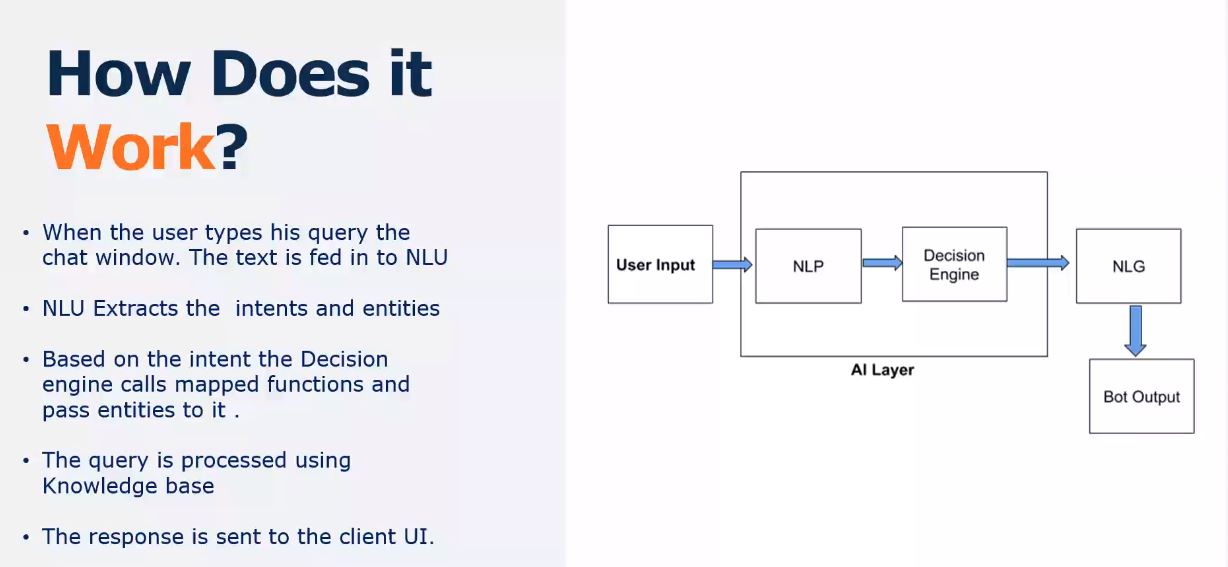 How Does it
Work?
• When the user types his query the
chat window. The text is fed in to NLU
• NLU Extracts the  intents and entities
• Based on the intent the Decision
engine calls mapped functions and
pass entities to it .
• The query is processed using
Knowledge base
• The response is sent to the client UI.
User Input
NLP
Decision
Engine
NLG
AI Layer
Bot Output